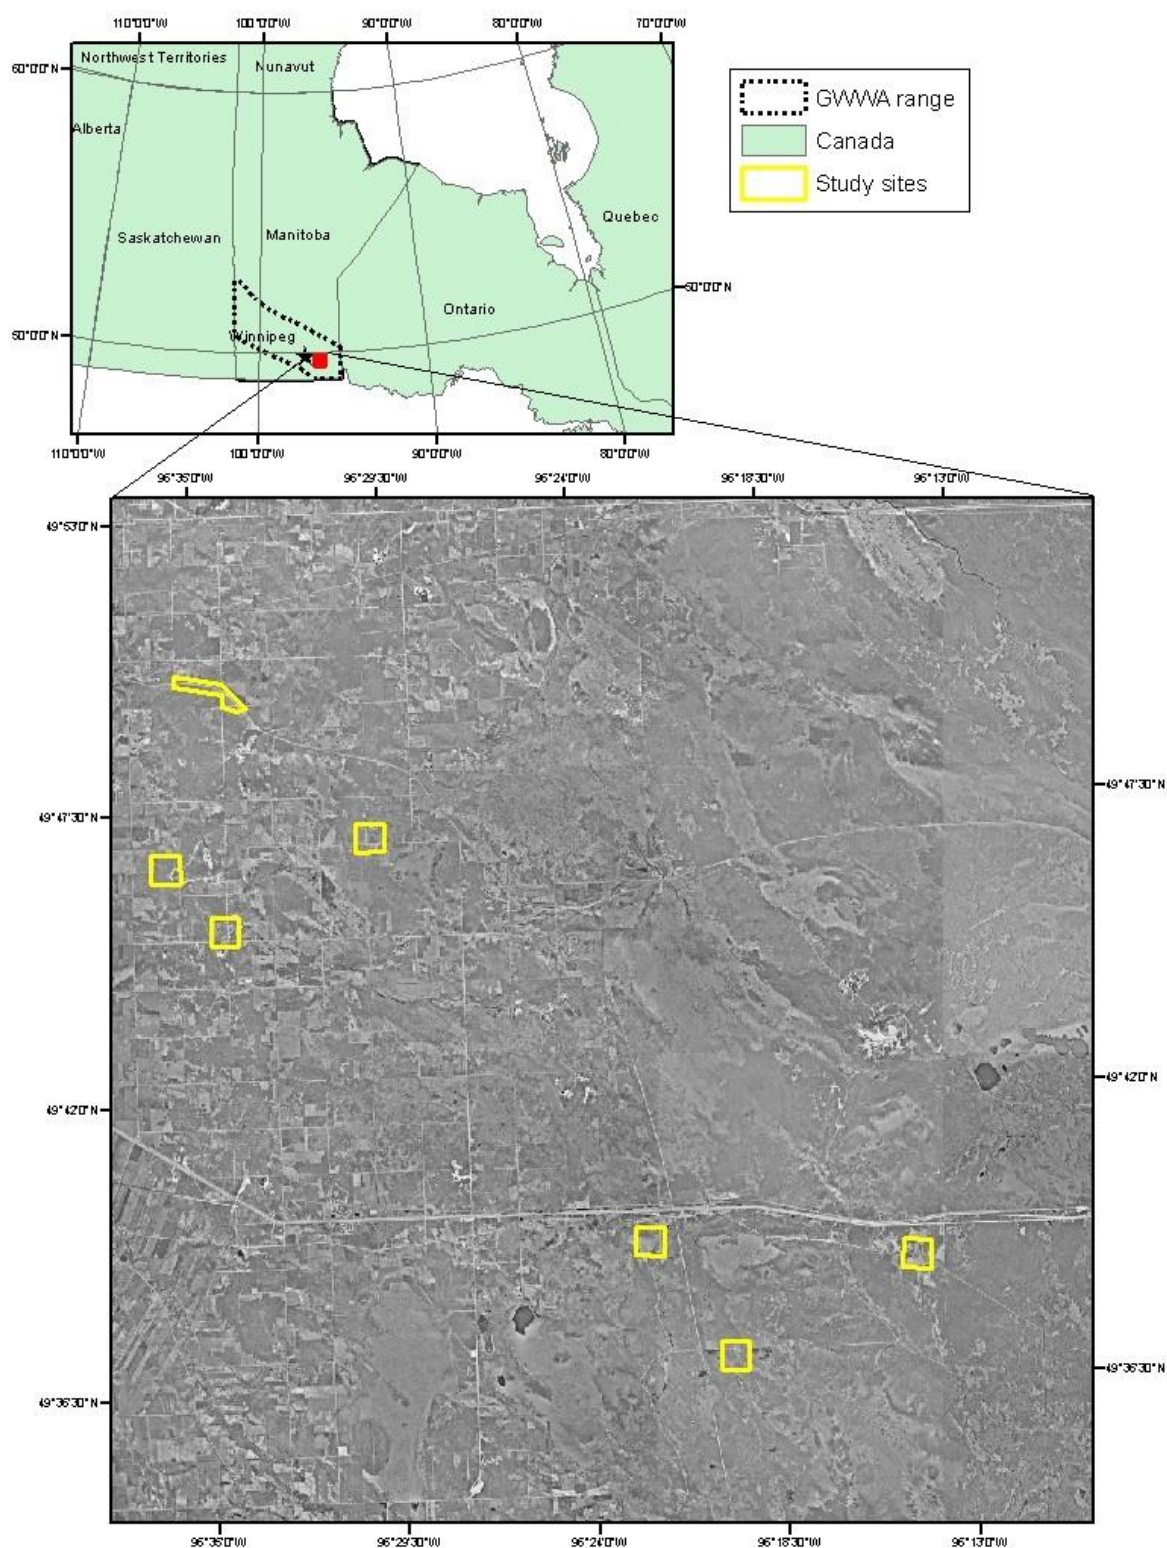 110°0'0"W 100°0'0"W 90°0'0"W 80°0'0"W 70°0'0"W
60°0'0"N
Northwest Territories
Nunavut
Alberta
GWWA range
Canada
Study sites
Saskatchewan
Manitoba
Quebec
Ontario
50°0'0"N
50°0'0"N
Winnipeg
110°0'0"W 100°0'0"W 90°0'0"W 80°0'0"W
96°35'0"W 96°29'30"W 96°24'0"W 96°18'30"W 96°13'0"W
49°53'0"N
49°47'30"N
49°47'30"N
49°42'0"N
49°42'0"N
49°36'30"N
49°36'30"N
96°35'0"W 96°29'30"W 96°24'0"W 96°18'30"W 96°13'0"W